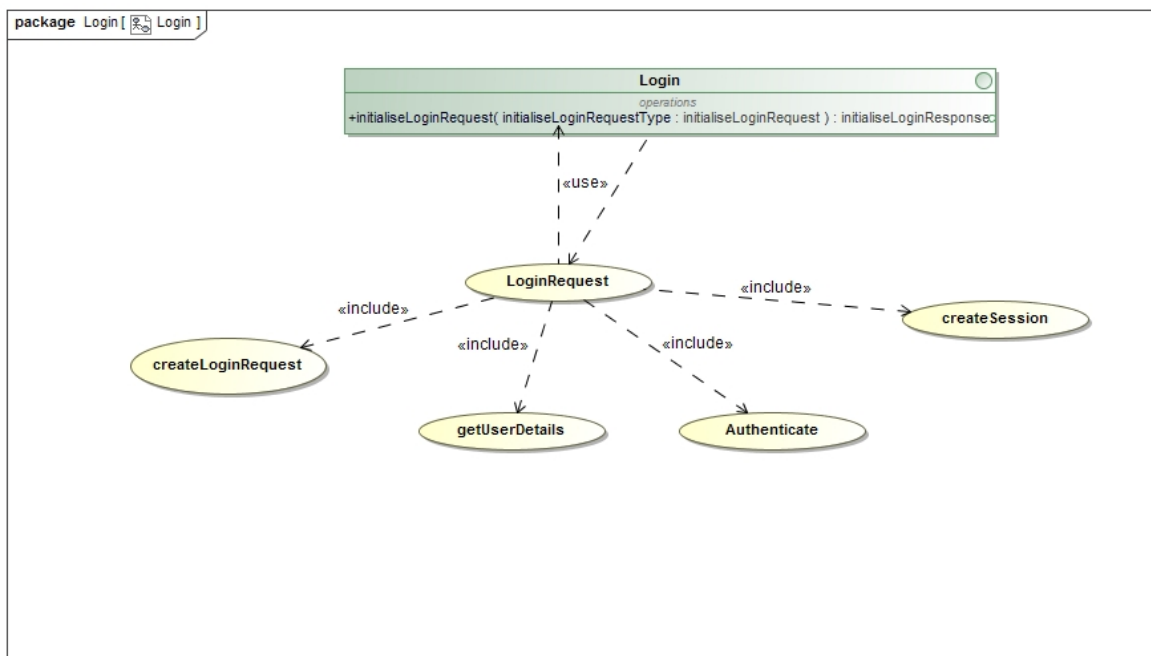 package Login [ Login ]
Login
operations
+initialiseLoginRequest( initialiseLoginRequestType : initialiseLoginRequest ) : initialiseLoginResponse
«use»
LoginRequest
«include»
«include»
createSession
«include»
«include»
createLoginRequest
getUserDetails
Authenticate